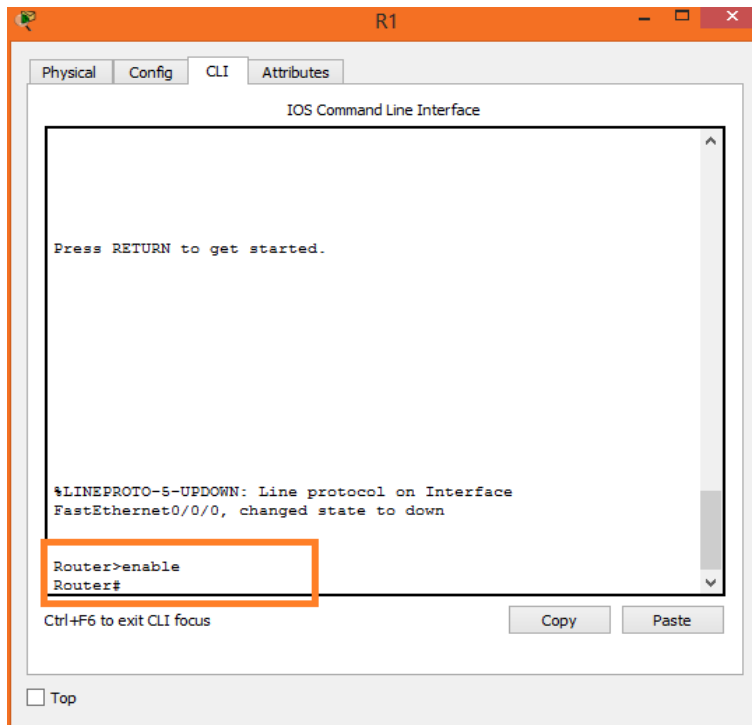 R1
Physical Config CLI Attributes
IOS Command Line Interface
Press RETURN to get started.
%LINEPROTO-5-UPDOWN: Line protocol on Interface
FastEthernet0/0/0, changed state to down
Router>enable
Router#
Ctrl+F6 to exit CLI focus
Copy Paste
Top